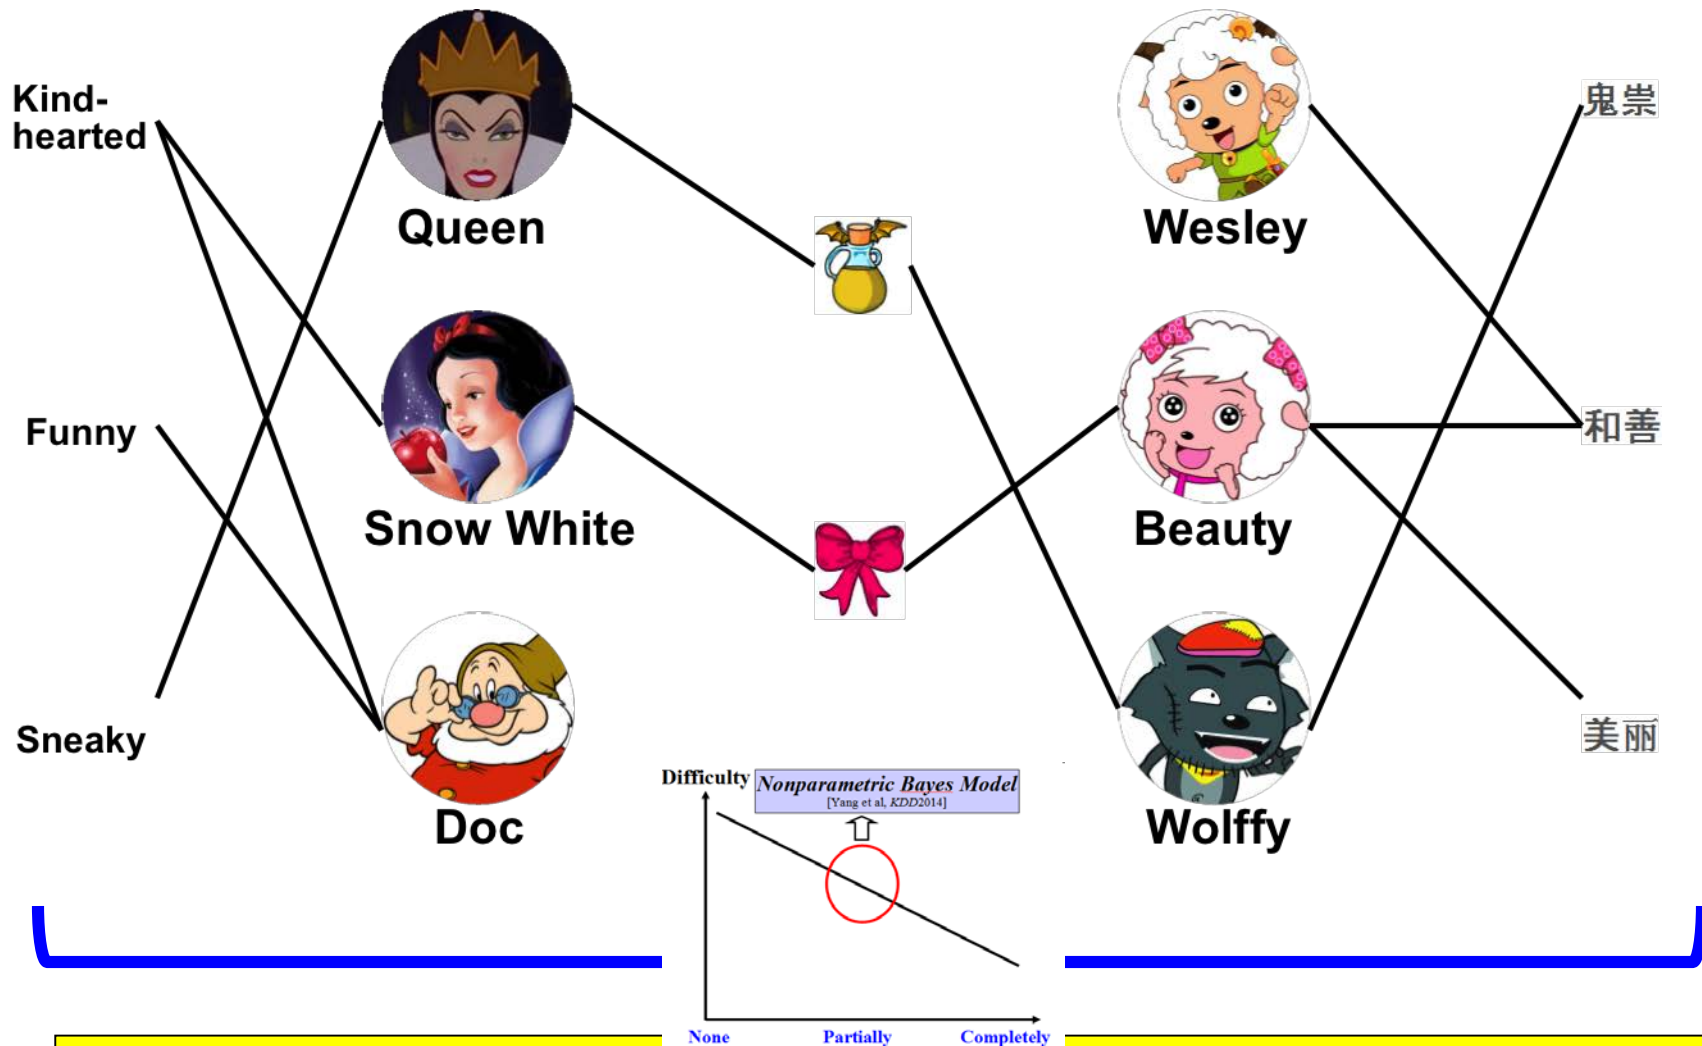 Kind-
hearted
Funny
Sneaky
Queen
Snow White
Doc
Wesley
Beauty
Wolffy
鬼祟
和善
美丽
Difficulty
Nonparametric Bayes Model
[Yang et al, KDD2014]
None
Partially
Completely